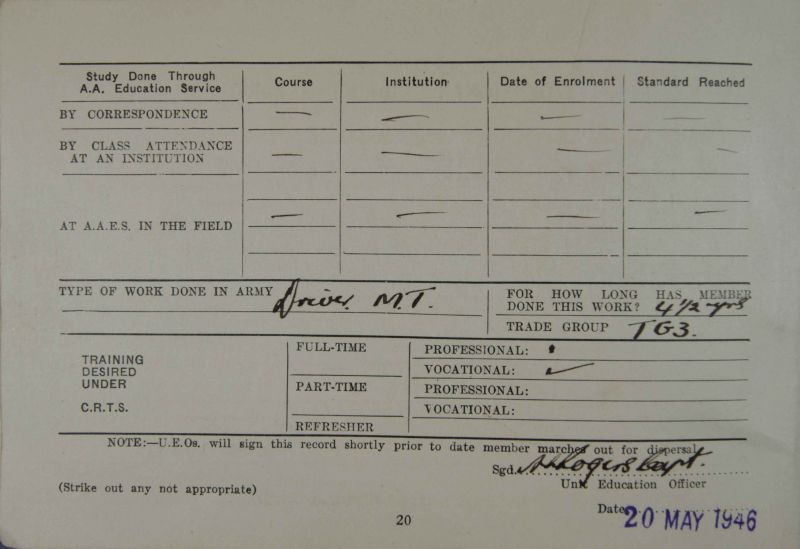 Study Done Through
A.A. Education Service
Course
Institution
Date of Enrolment
Standard Reached
BY CORRESPONDENCE — — — —
BY CLASS ATTENDANCE
AT AN INSTITUTION — — — —
AT A.A.E.S. IN THE FIELD — — — —
TYPE OF WORK DONE IN ARMY Driver. M.T.
FOR HOW LONG HAS MEMBER
DONE THIS WORK? 4½ yrs
TRADE GROUP TG3.
TRAINING
DESIRED
UNDER
C.R.T.S.
FULL-TIME
PROFESSIONAL:
VOCATIONAL: ✓
PART-TIME
PROFESSIONAL:
VOCATIONAL:
REFRESHER
NOTE:—U.E.Os. will sign this record shortly prior to date member marches out for dispersal
Sgd. Rogers Capt.
Unit Education Officer
(Strike out any not appropriate)
Date 20 MAY 1946
20